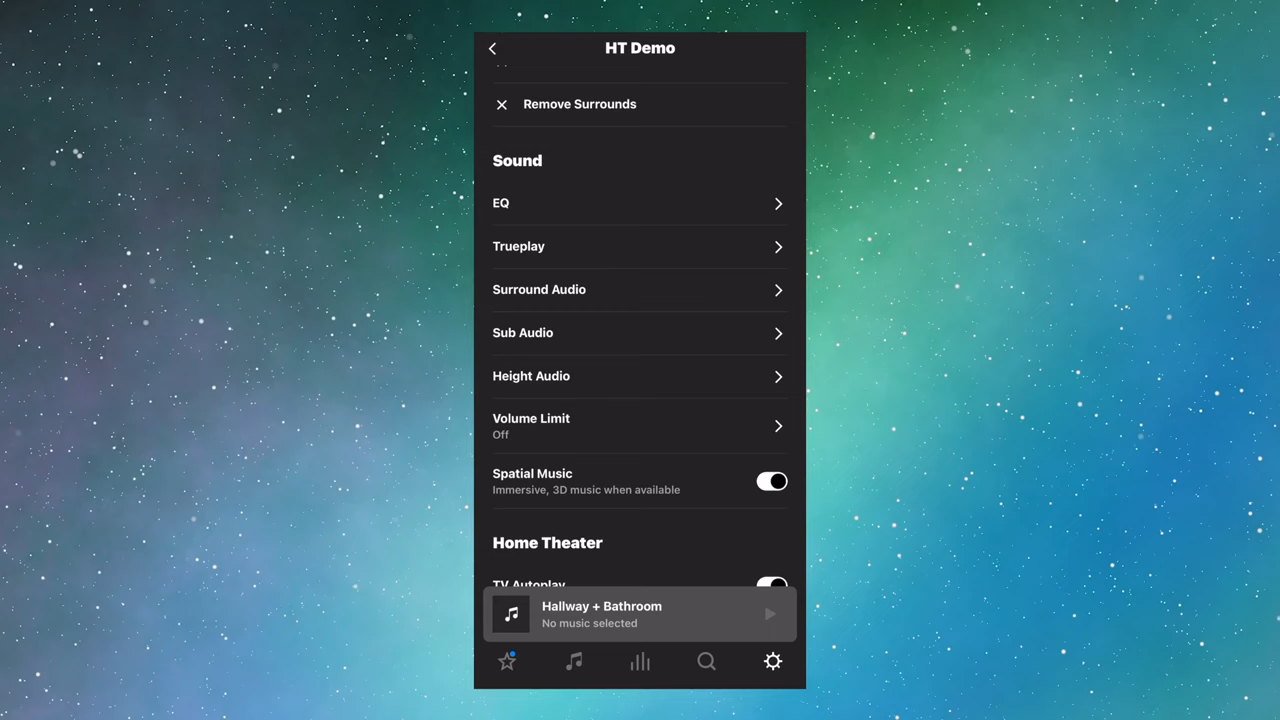 HT Demo
Remove Surrounds
Sound
EQ
Trueplay
Surround Audio
Sub Audio
Height Audio
Volume Limit
Off
Spatial Music
Immersive, 3D music when available
Home Theater
TV Autoplay
Hallway + Bathroom
No music selected